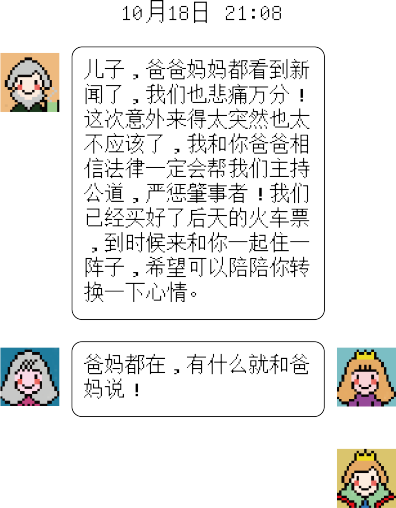 10月18日 21:08
儿子，爸爸妈妈都看到新
闻了，我们也悲痛万分！
这次意外来得太突然也太
不应该了，我和你爸爸相
信法律一定会帮我们主持
公道，严惩肇事者！我们
已经买好了后天的火车票
，到时候来和你一起住一
阵子，希望可以陪陪你转
换一下心情。
爸妈都在，有什么就和爸
妈说！